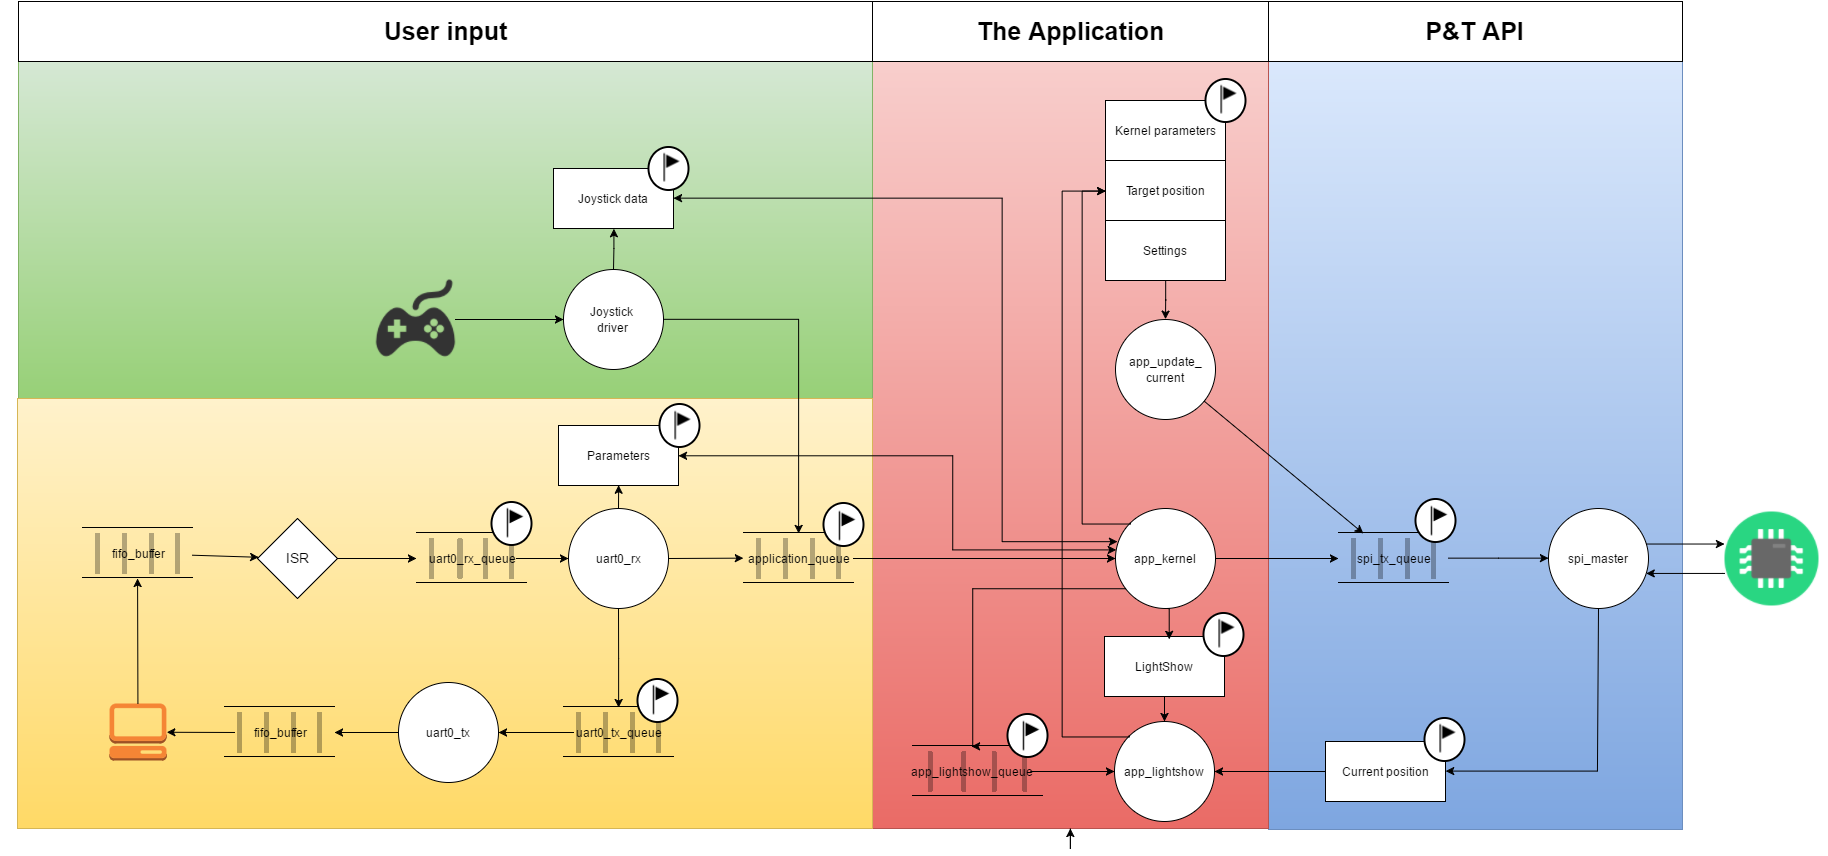 User input
The Application
P&T API
Kernel parameters
Target position
Settings
Joystick data
Joystick
driver
app_update_
current
Parameters
fifo_buffer
ISR
uart0_rx_queue
uart0_rx
application_queue
app_kernel
spi_tx_queue
spi_master
LightShow
fifo_buffer
uart0_tx
uart0_tx_queue
app_lightshow_queue
app_lightshow
Current position